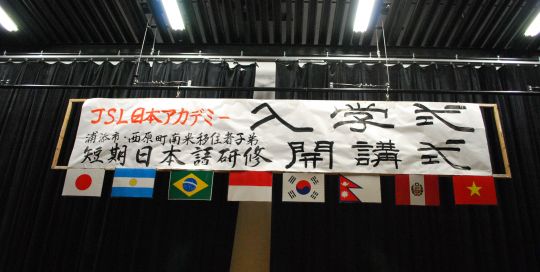 JSL日本アカデミー 入学式
浦添市・西原町南米移住者子弟
短期日本語研修 開講式